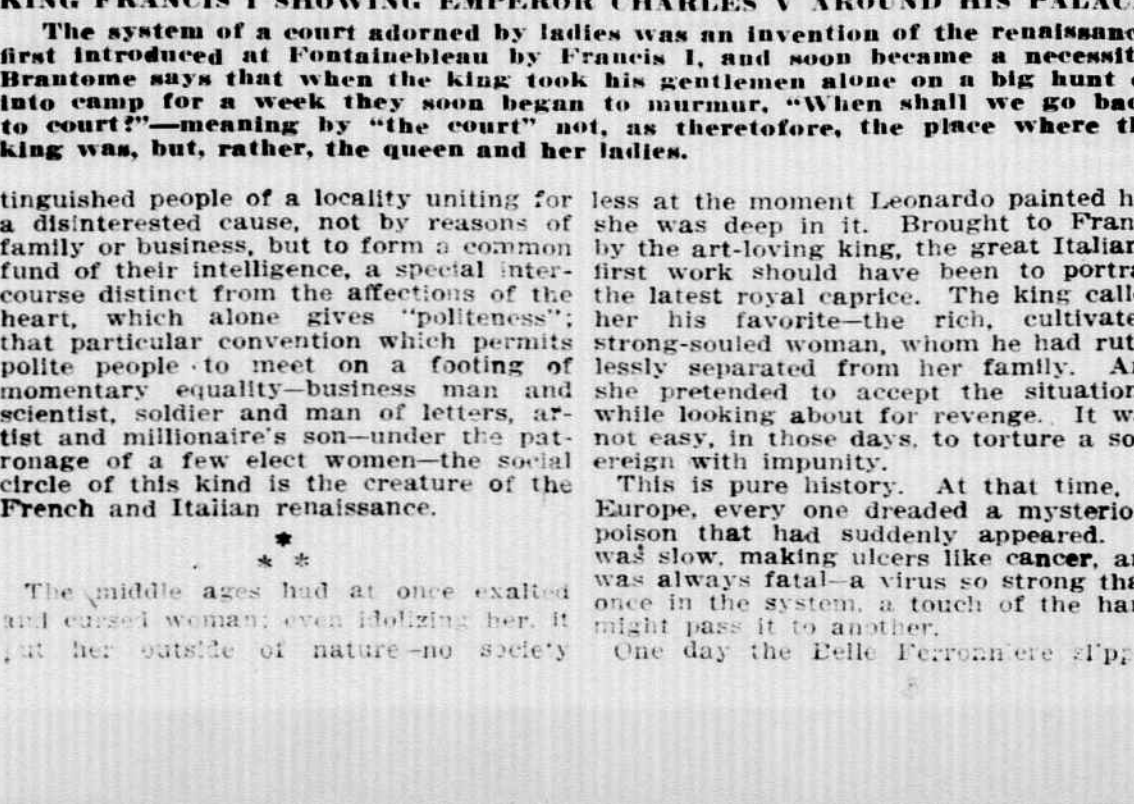 KING FRANCIS I SHOWING EMPEROR CHARLES V AROUND HIS PALAC
The system of a court adorned by ladies was an invention of the renaissanc
first introduced at Fontainebleau by Francis I, and soon became a necessit
Brantome says that when the king took his gentlemen alone on a big hunt
into camp for a week they soon began to murmur, "When shall we go bac
to court?"—meaning by "the court" not, as theretofore, the place where th
king was, but, rather, the queen and her ladies.
tinguished people of a locality uniting for
a disinterested cause, not by reasons of
family or business, but to form a common
fund of their intelligence, a special inter-
course distinct from the affections of the
heart, which alone gives "politeness";
that particular convention which permits
polite people to meet on a footing of
momentary equality—business man and
scientist, soldier and man of letters, ar-
tist and millionaire's son—under the pat-
ronage of a few elect women—the social
circle of this kind is the creature of the
French and Italian renaissance.
*
* *
The middle ages had at once exalted
and cursed woman; even idolizing her, it
put her outside of nature—no society
less at the moment Leonardo painted h
she was deep in it. Brought to Fran
by the art-loving king, the great Italian
first work should have been to portra
the latest royal caprice. The king calle
her his favorite—the rich, cultivate
strong-souled woman, whom he had rut
lessly separated from her family. An
she pretended to accept the situation
while looking about for revenge. It w
not easy, in those days, to torture a so
ereign with impunity.
This is pure history. At that time,
Europe, every one dreaded a mysterio
poison that had suddenly appeared.
was slow, making ulcers like cancer, a
was always fatal—a virus so strong tha
once in the system, a touch of the ha
might pass it to another.
One day the Belle Ferronniere slipp